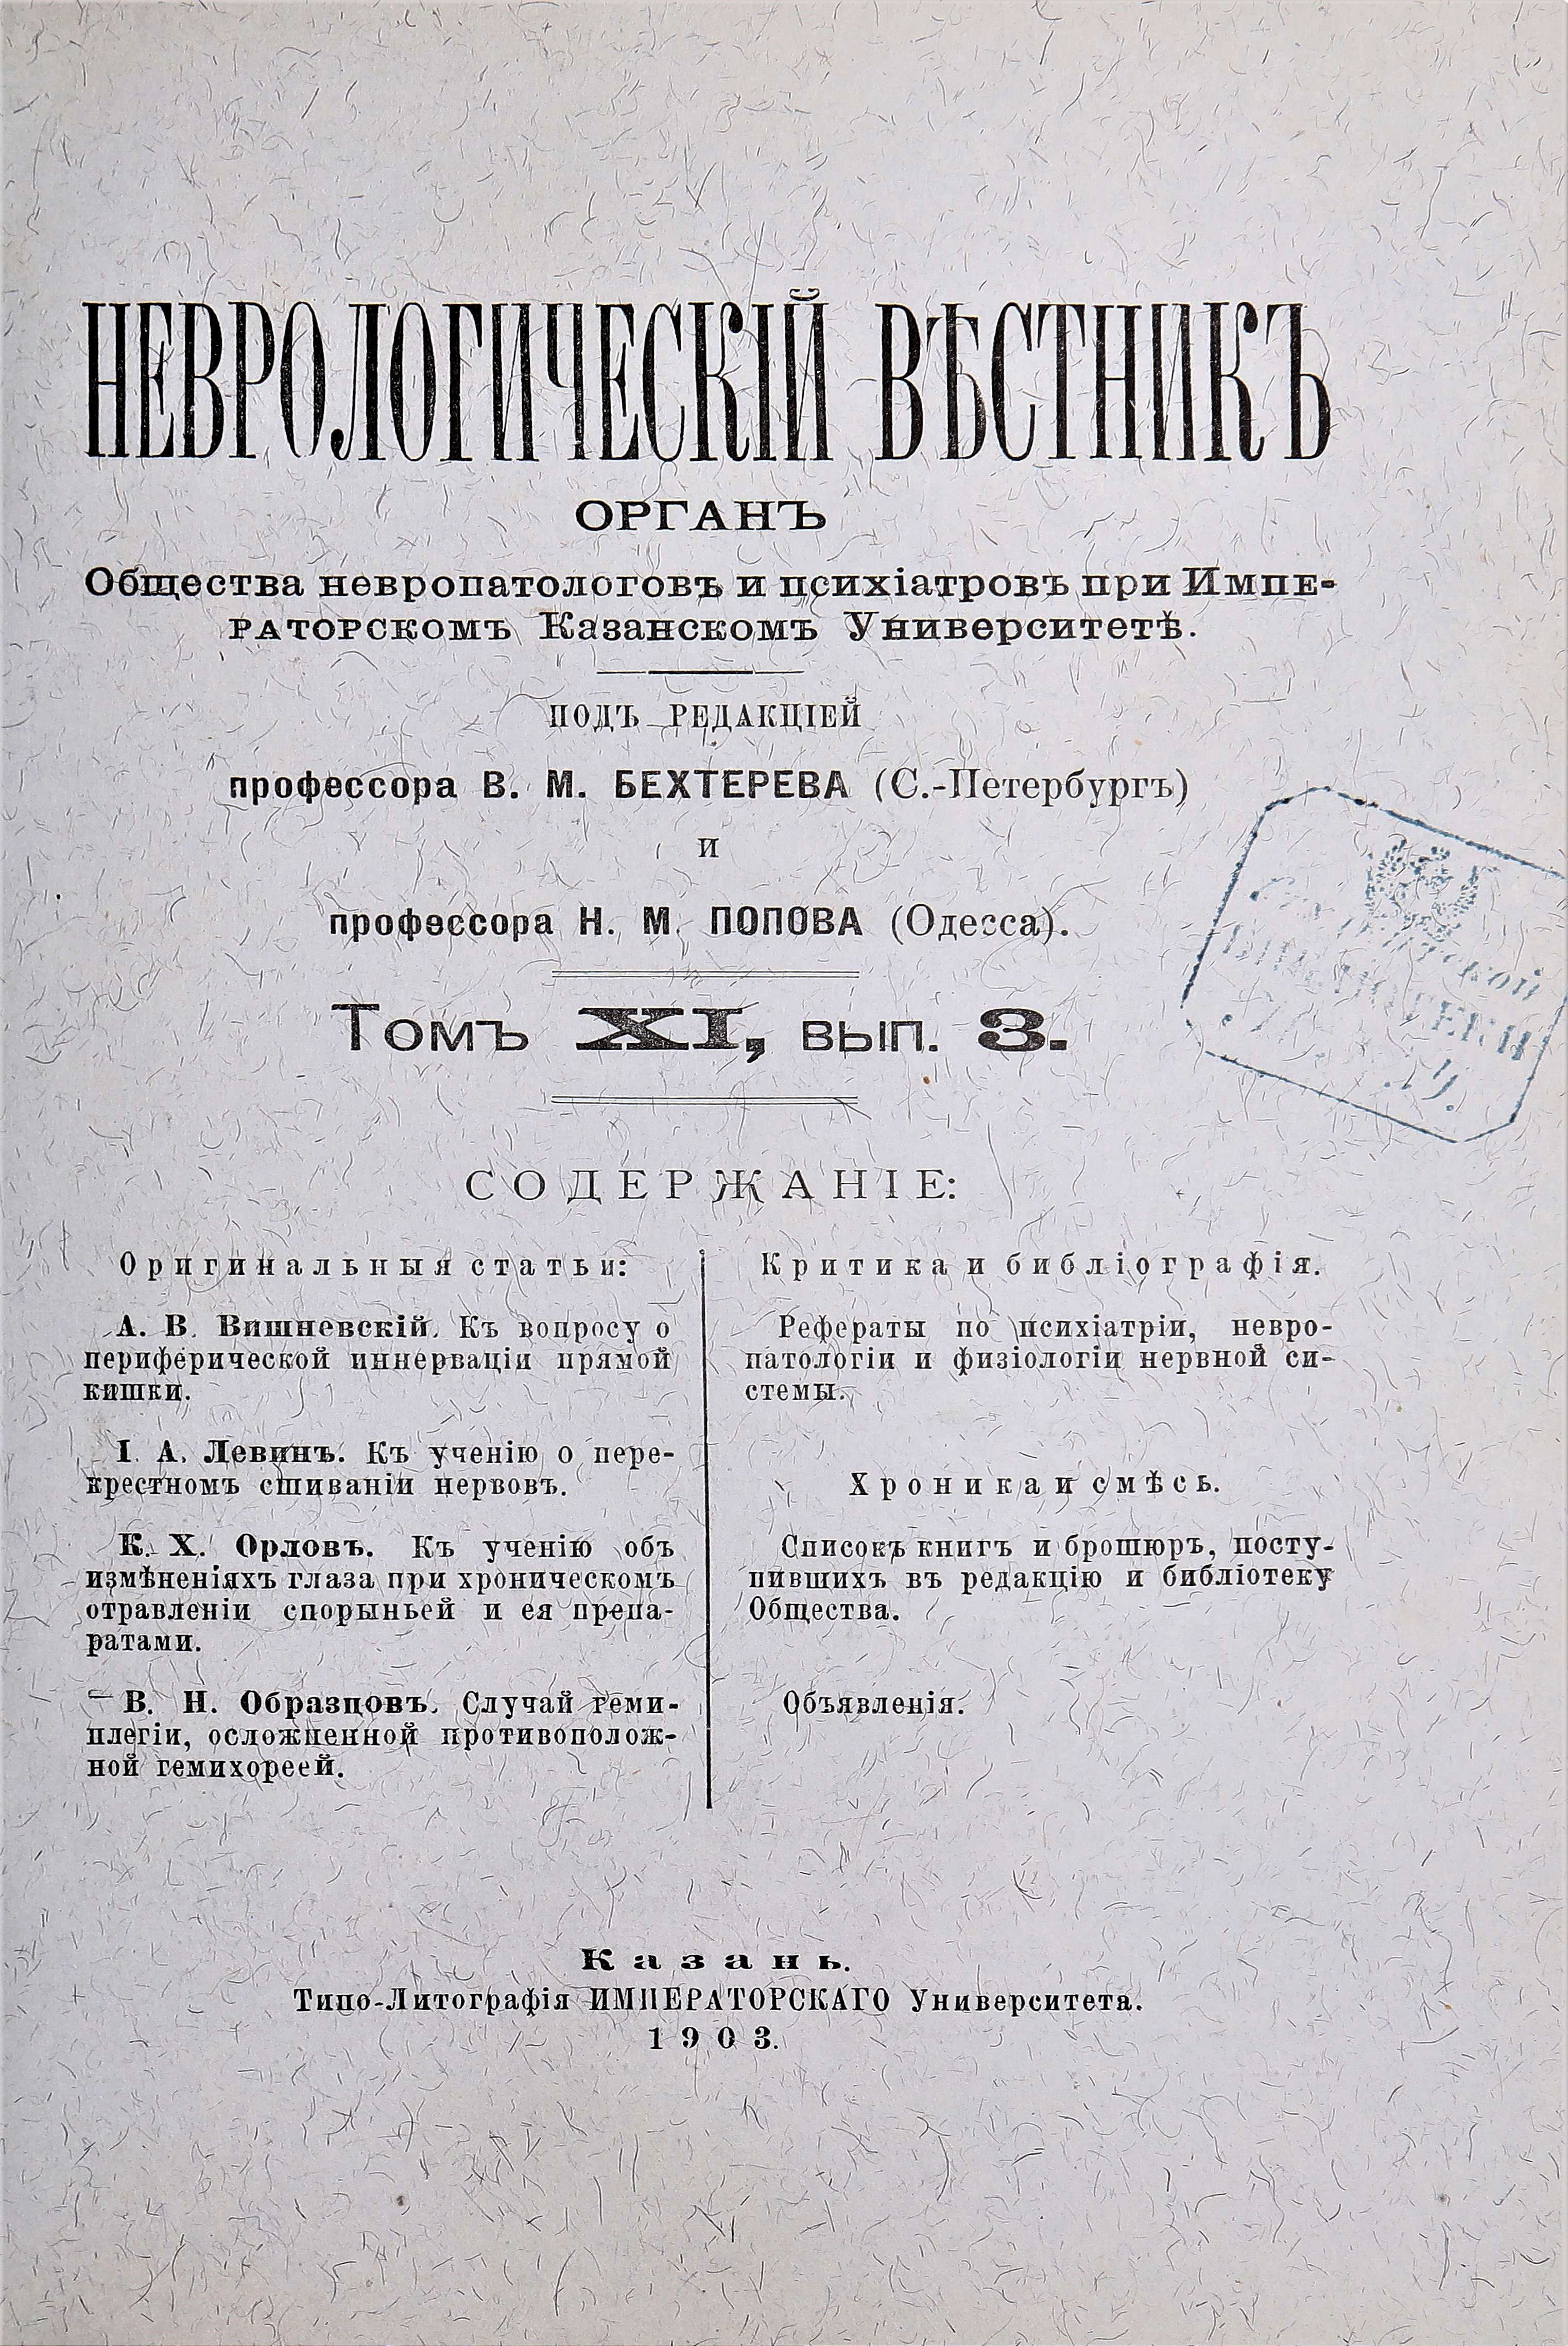 НЕВРОЛОГИЧЕСКІЙ ВѢСТНИКЪ
ОРГАНЪ
Общества невропатологовъ и психіатровъ при Импе-
раторскомъ Казанскомъ Университетѣ.
ПОДЪ РЕДАКЦІЕЙ
профессора В. М. БЕХТЕРЕВА (С.-Петербургъ)
и
профессора Н. М. ПОПОВА (Одесса).
Томъ XI, вып. 3.
СОДЕРЖАНІЕ:
Оригинальныя статьи:
А. В. Вишневскій. Къ вопросу о
периферической иннерваціи прямой
кишки.
І. А. Левинъ. Къ ученію о пере-
крестномъ сшиваніи нервовъ.
К. Х. Орловъ. Къ ученію объ
измѣненіяхъ глаза при хроническомъ
отравленіи спорыньей и ея препа-
ратами.
В. Н. Образцовъ. Случай геми-
плегіи, осложненной противополож-
ной гемихореей.
Критика и библіографія.
Рефераты по психіатріи, невро-
патологіи и физіологіи нервной си-
стемы.
Хроника и смѣсь.
Списокъ книгъ и брошюръ, посту-
пившихъ въ редакцію и библіотеку
Общества.
Объявленія.
Казань.
Типо-Литографія ИМПЕРАТОРСКАГО Университета.
1903.